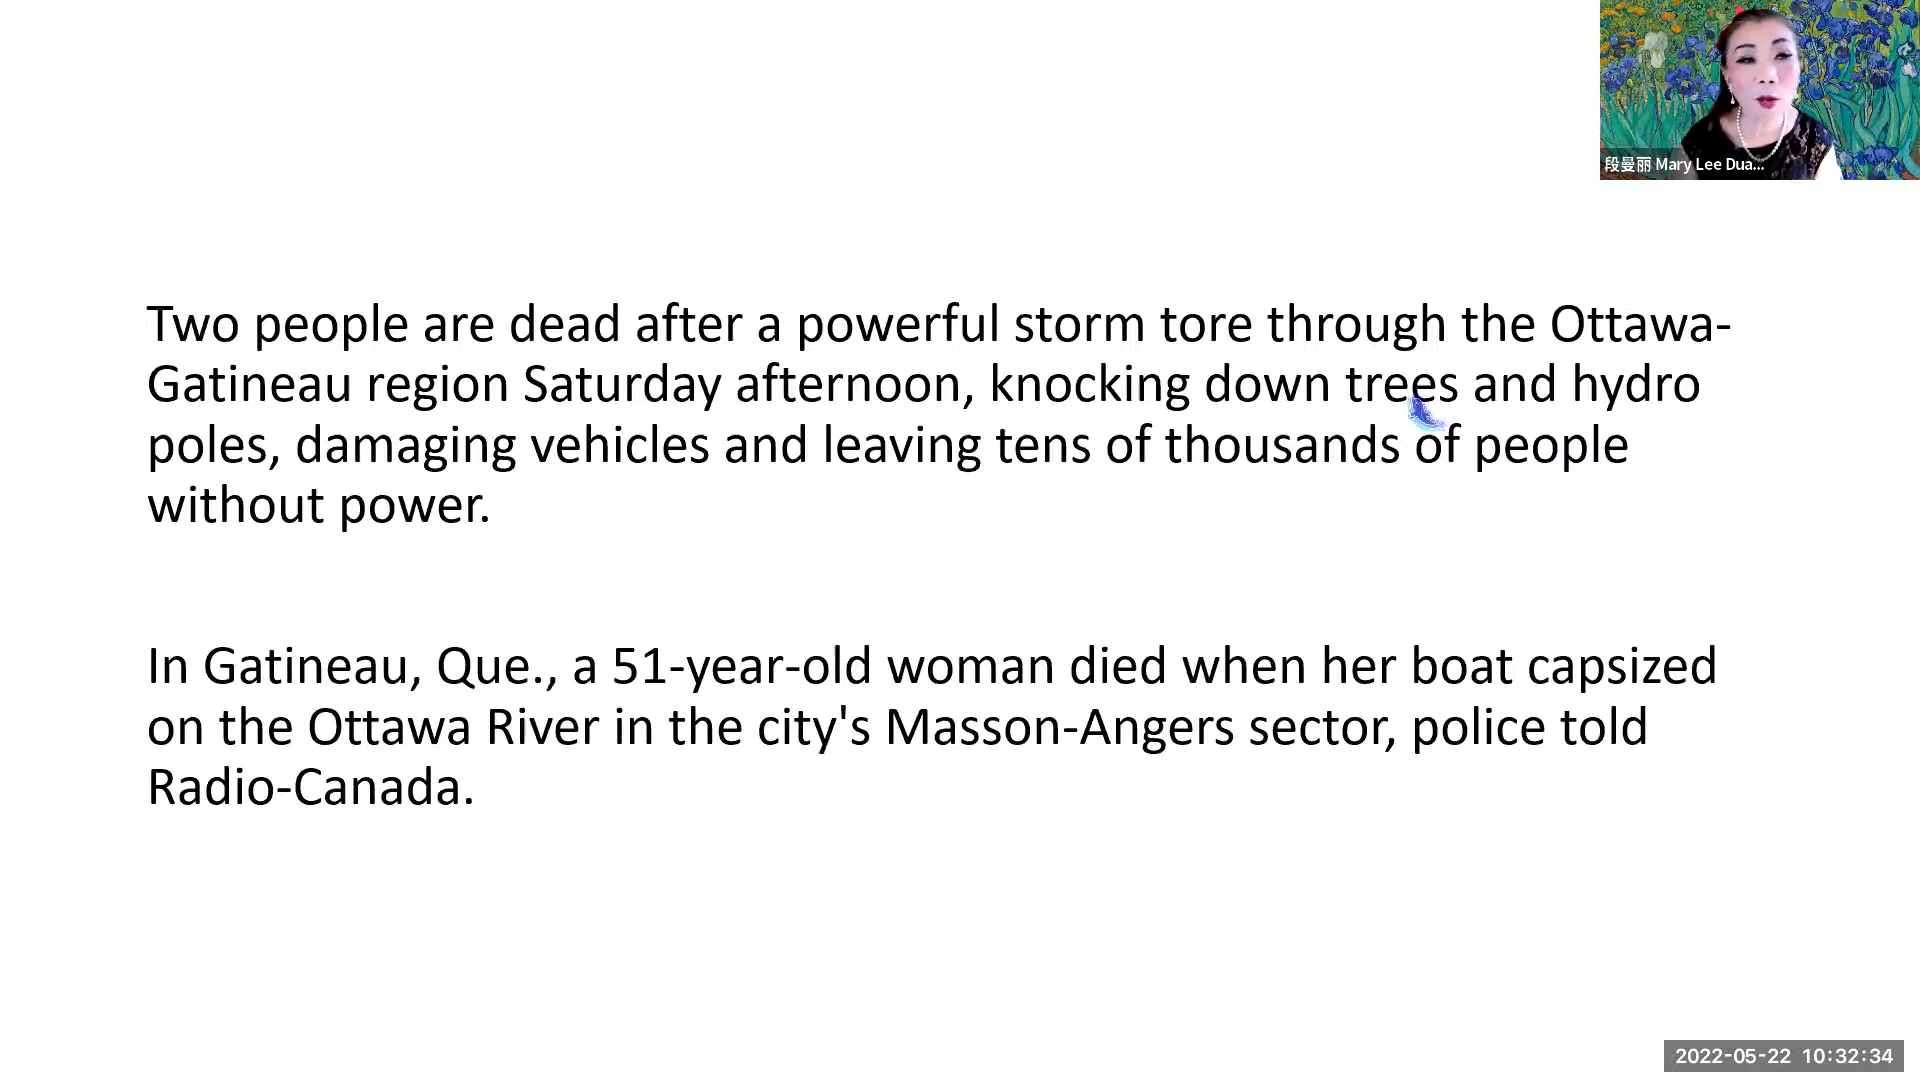 段曼丽 Mary Lee Dua...
Two people are dead after a powerful storm tore through the Ottawa-
Gatineau region Saturday afternoon, knocking down trees and hydro
poles, damaging vehicles and leaving tens of thousands of people
without power.
In Gatineau, Que., a 51-year-old woman died when her boat capsized
on the Ottawa River in the city's Masson-Angers sector, police told
Radio-Canada.
2022-05-22 10:32:34